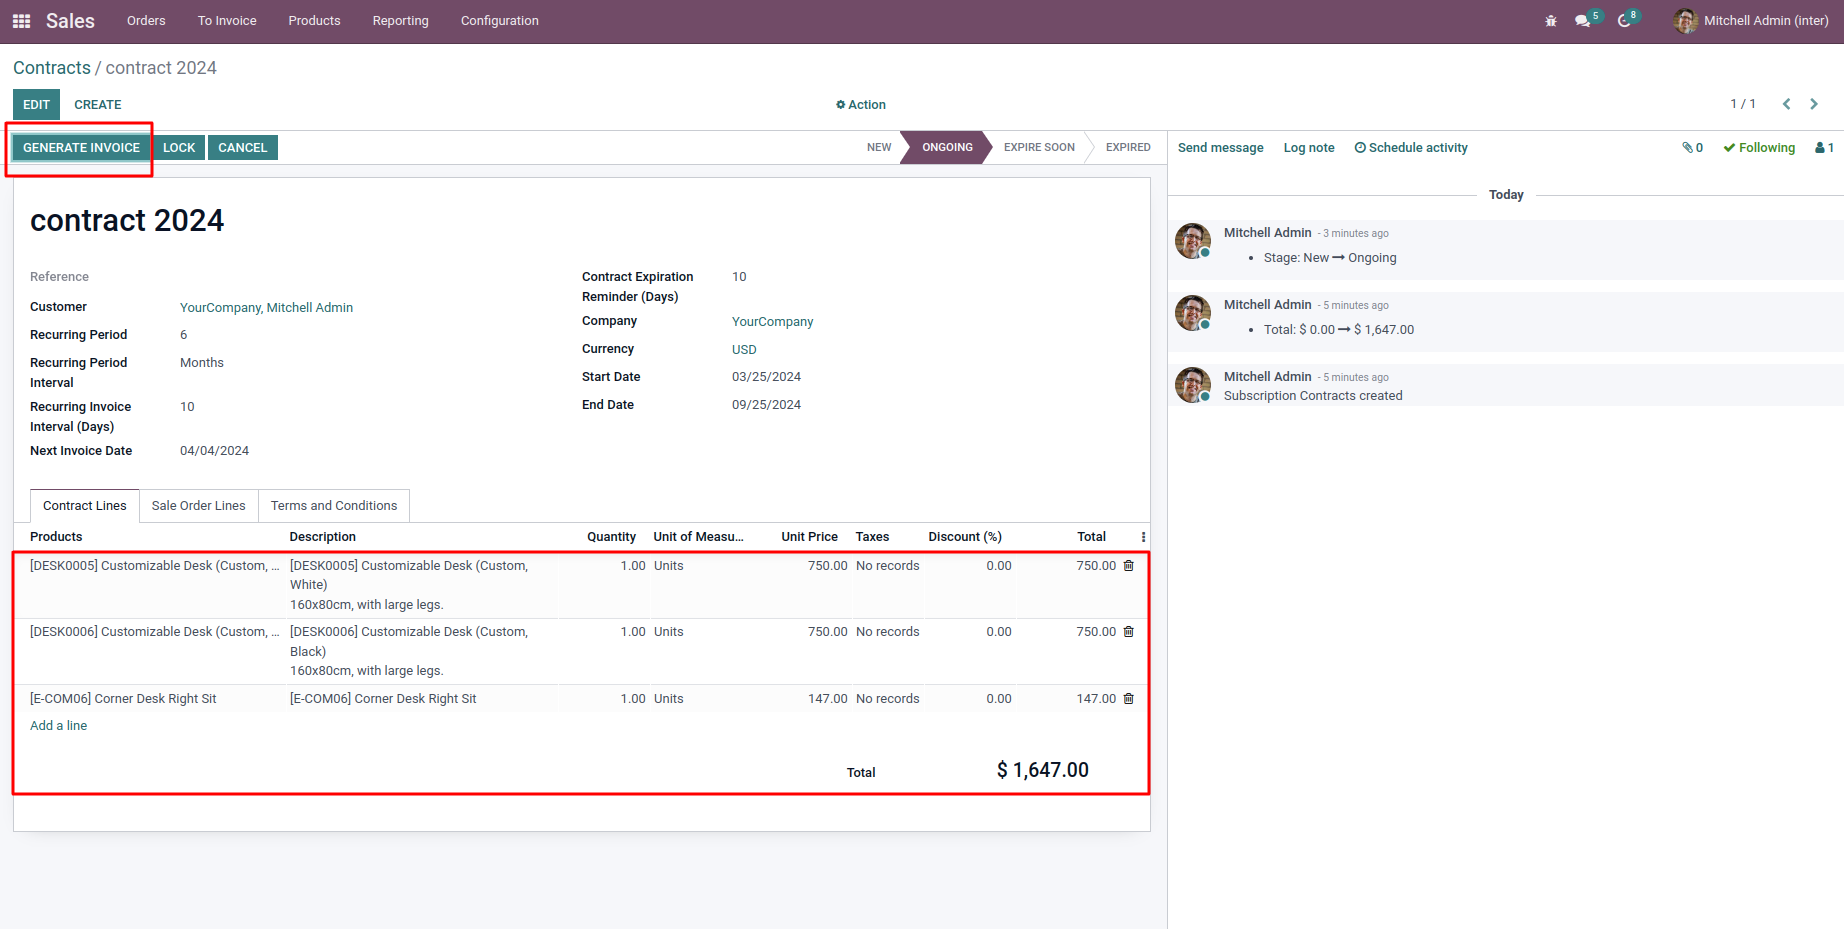 Sales Orders To Invoice Products Reporting Configuration 5 8 Mitchell Admin (inter)
Contracts / contract 2024
EDIT CREATE Action 1 / 1
GENERATE INVOICE LOCK CANCEL NEW ONGOING EXPIRE SOON EXPIRED
contract 2024
Reference
Customer YourCompany, Mitchell Admin
Recurring Period 6
Recurring Period Months
Interval
Recurring Invoice 10
Interval (Days)
Next Invoice Date 04/04/2024
Contract Expiration 10
Reminder (Days)
Company YourCompany
Currency USD
Start Date 03/25/2024
End Date 09/25/2024
Contract Lines Sale Order Lines Terms and Conditions
Products Description Quantity Unit of Measu... Unit Price Taxes Discount (%) Total
[DESK0005] Customizable Desk (Custom, ... [DESK0005] Customizable Desk (Custom, 1.00 Units 750.00 No records 0.00 750.00
White)
160x80cm, with large legs.
[DESK0006] Customizable Desk (Custom, ... [DESK0006] Customizable Desk (Custom, 1.00 Units 750.00 No records 0.00 750.00
Black)
160x80cm, with large legs.
[E-COM06] Corner Desk Right Sit [E-COM06] Corner Desk Right Sit 1.00 Units 147.00 No records 0.00 147.00
Add a line
Total $ 1,647.00
Send message Log note Schedule activity 0 Following 1
Today
Mitchell Admin - 3 minutes ago
• Stage: New → Ongoing
Mitchell Admin - 5 minutes ago
• Total: $ 0.00 → $ 1,647.00
Mitchell Admin - 5 minutes ago
Subscription Contracts created